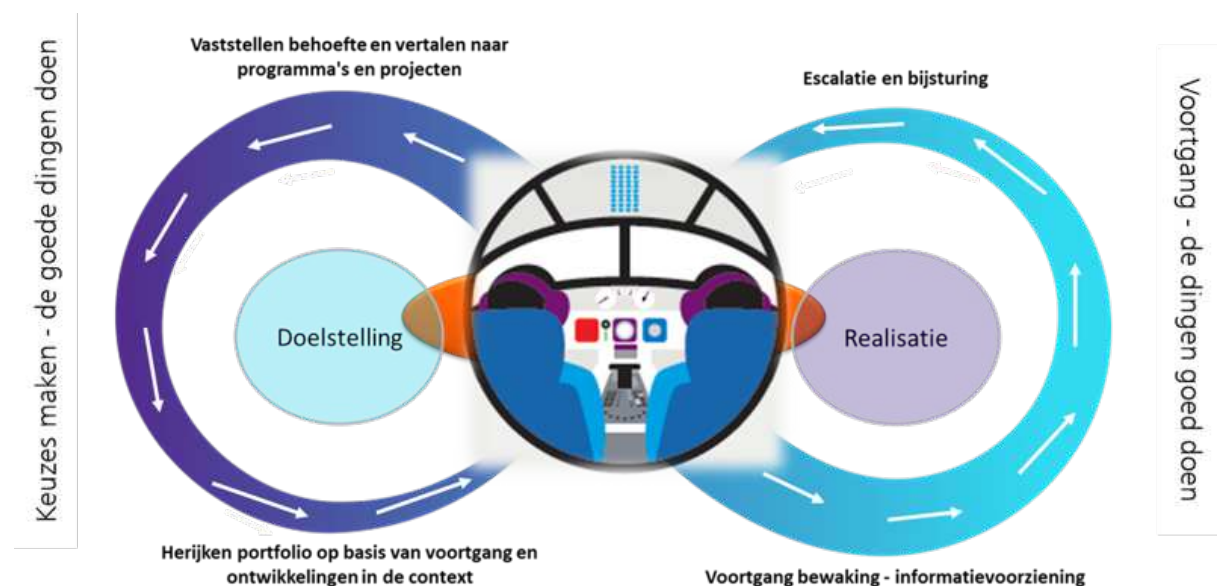 Keuzes maken - de goede dingen doen
Vaststellen behoefte en vertalen naar
programma's en projecten
Escalatie en bijsturing
Doelstelling
Realisatie
Herijken portfolio op basis van voortgang en
ontwikkelingen in de context
Voortgang bewaking - informatievoorziening
Voortgang - de dingen goed doen